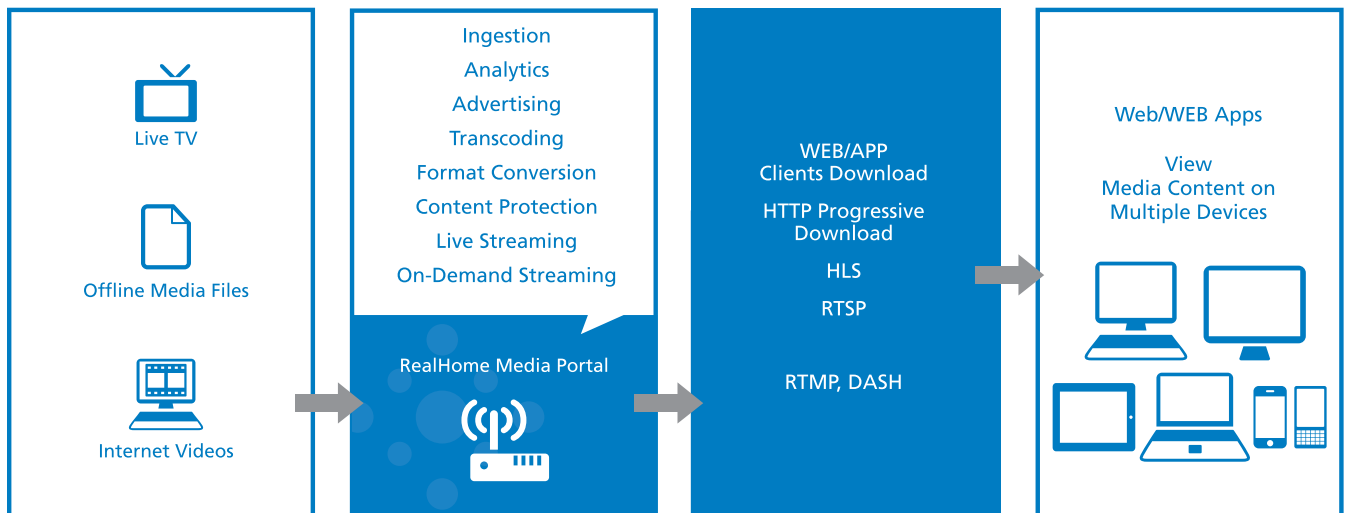 Live TV
Offline Media Files
Internet Videos
Ingestion
Analytics
Advertising
Transcoding
Format Conversion
Content Protection
Live Streaming
On-Demand Streaming
RealHome Media Portal
WEB/APP
Clients Download
HTTP Progressive
Download
HLS
RTSP
RTMP, DASH
Web/WEB Apps
View
Media Content on
Multiple Devices